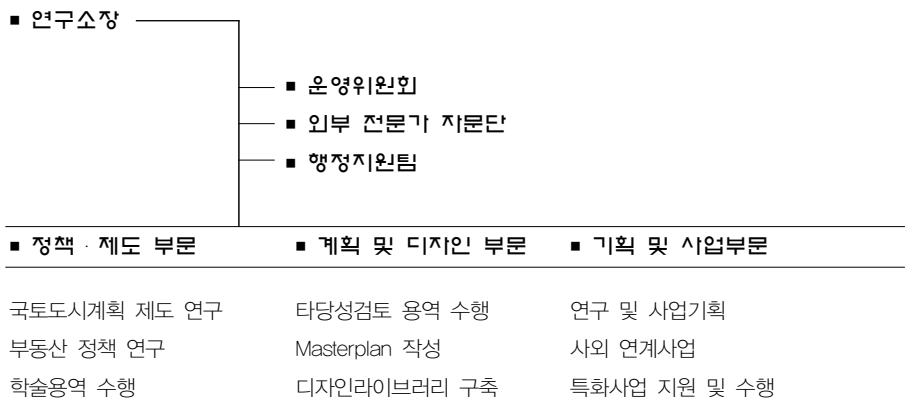 ▪ 연구소장
▪ 운영위원회
▪ 외부 전문가 자문단
▪ 행정지원팀
▪ 정책·제도 부문 ▪ 계획 및 디자인 부문 ▪ 기획 및 사업부문
국토도시계획 제도 연구 타당성검토 용역 수행 연구 및 사업기획
부동산 정책 연구 Masterplan 작성 사외 연계사업
학술용역 수행 디자인라이브러리 구축 특화사업 지원 및 수행